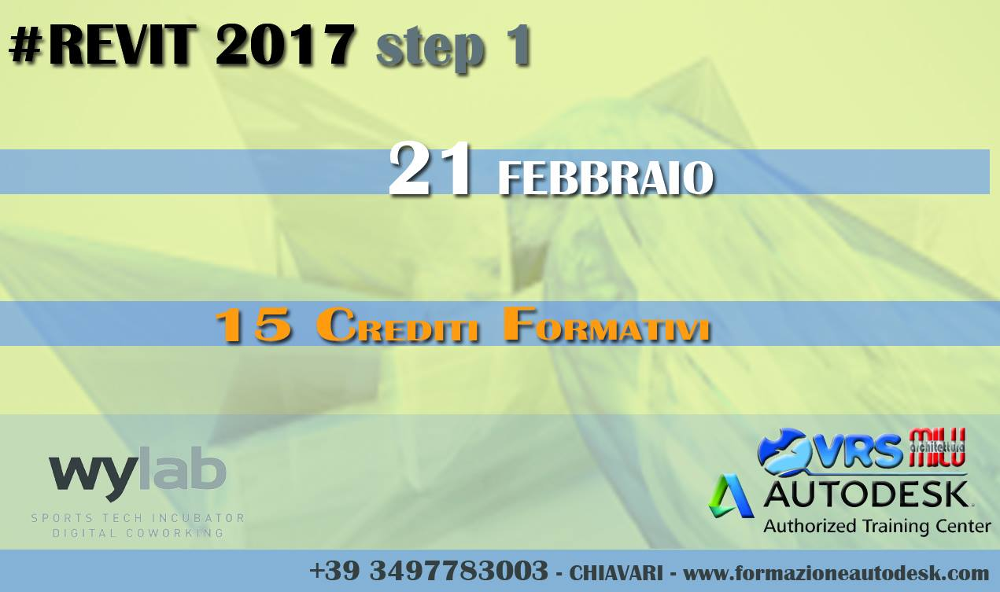 #REVIT 2017 step 1
21 FEBBRAIO
15 CREDITI FORMATIVI
wylab
SPORTS TECH INCUBATOR
DIGITAL COWORKING
VRS MILU architettura
AUTODESK.
Authorized Training Center
+39 3497783003 - CHIAVARI - www.formazioneautodesk.com